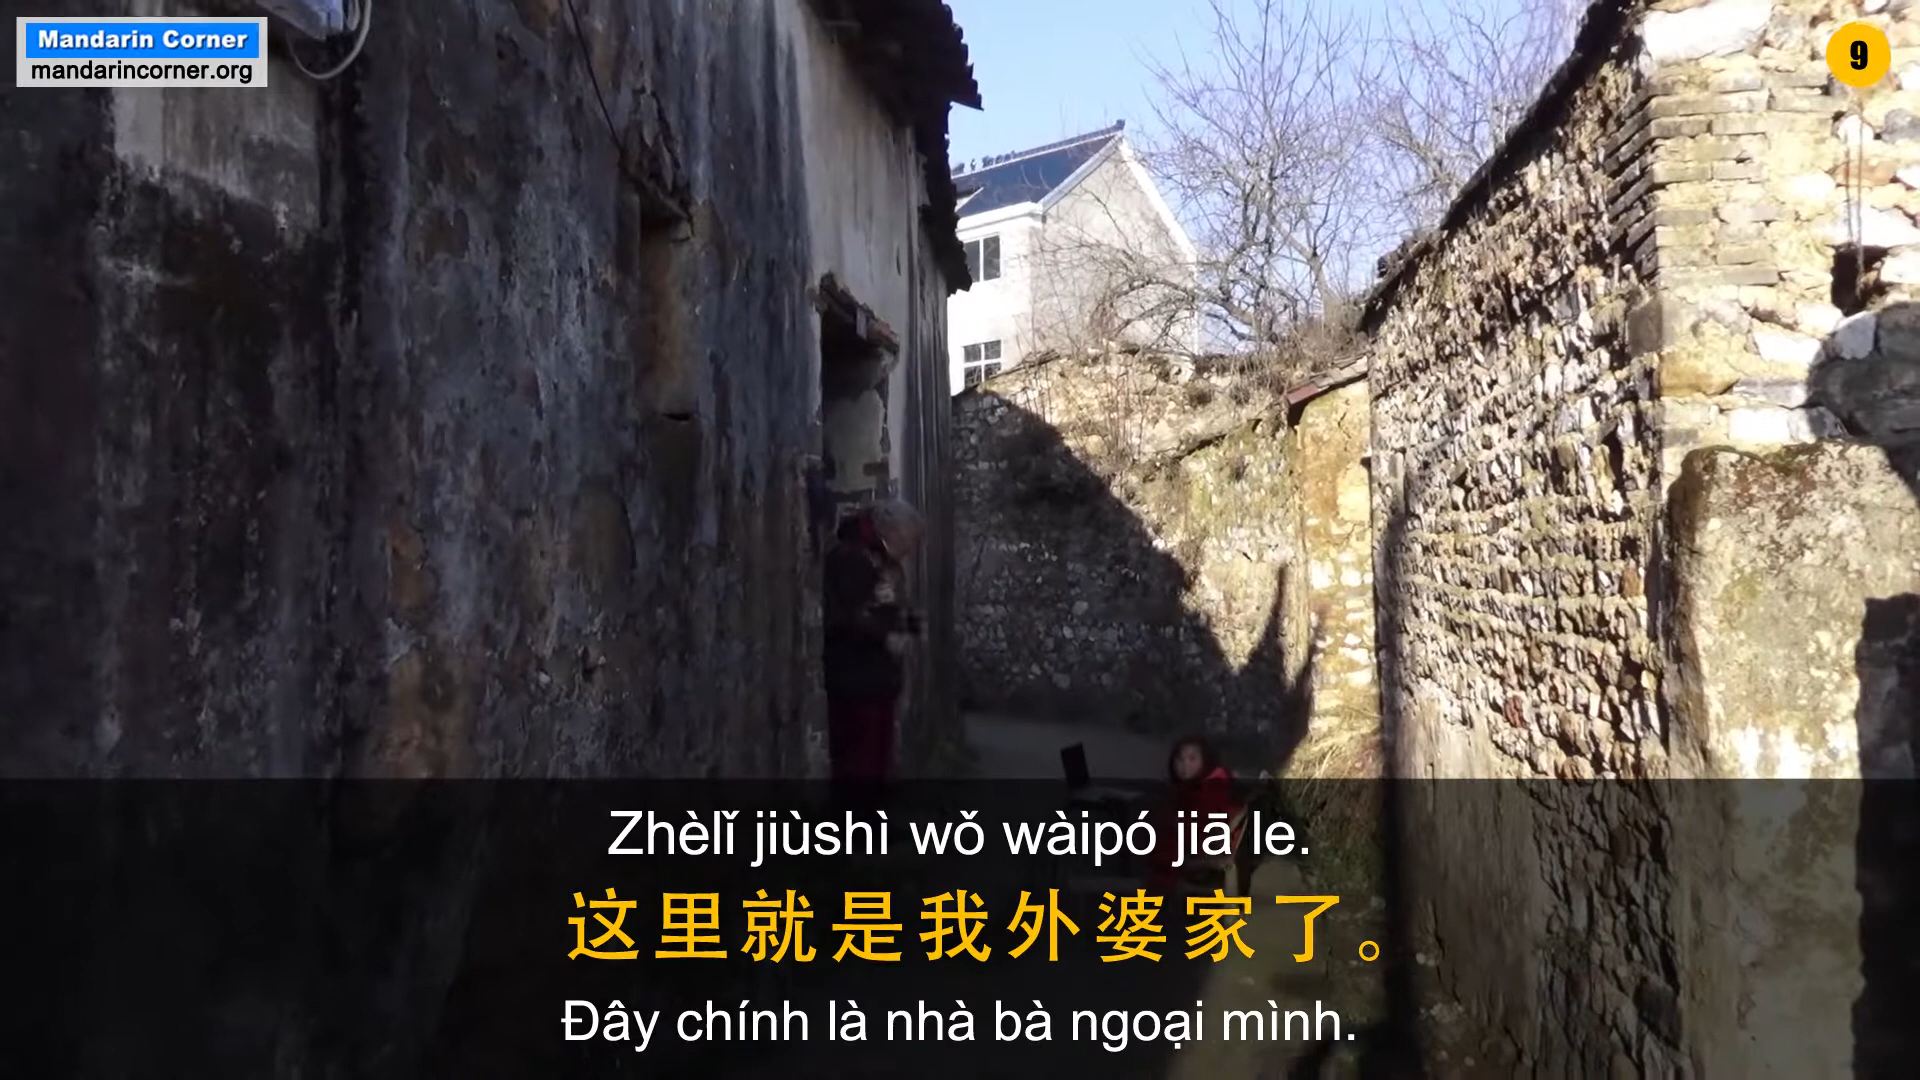 Mandarin Corner
mandarincorner.org
9
Zhèlǐ jiùshì wǒ wàipó jiā le.
这里就是我外婆家了。
Đây chính là nhà bà ngoại mình.